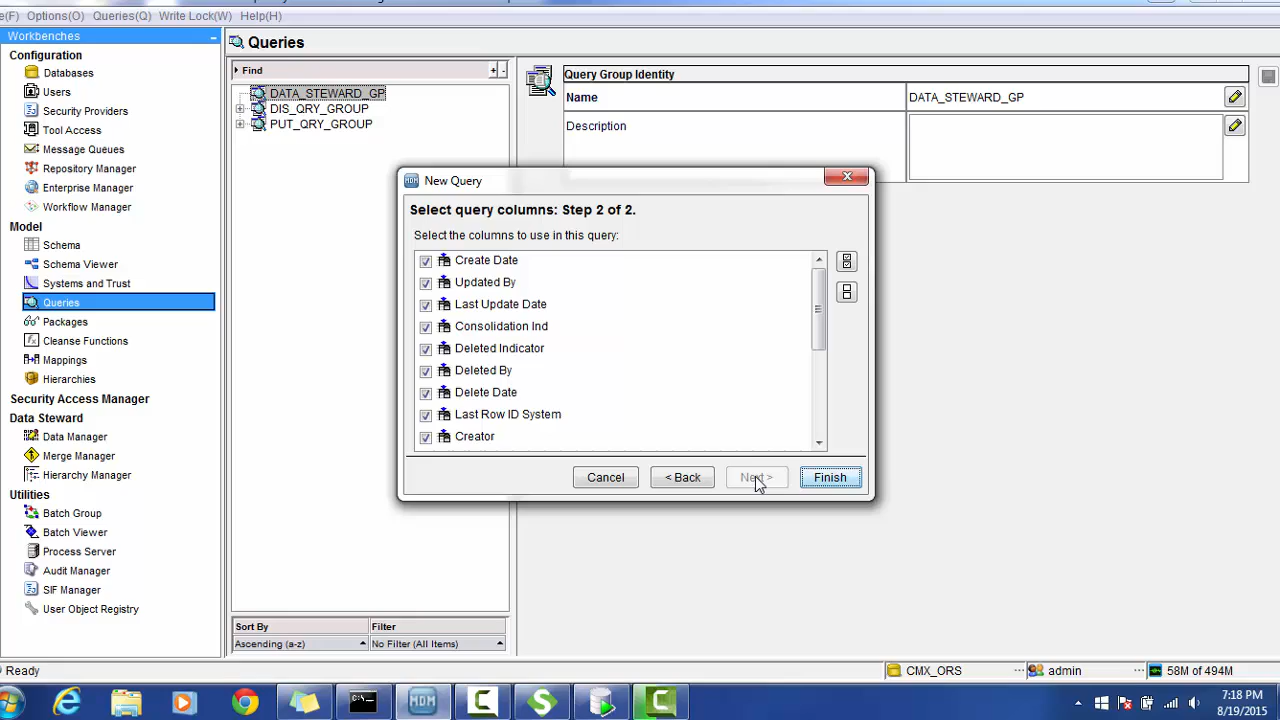 e(F) Options(O) Queries(Q) Write Lock(W) Help(H)
Workbenches
Configuration
Databases
Users
Security Providers
Tool Access
Message Queues
Repository Manager
Enterprise Manager
Workflow Manager
Model
Schema
Schema Viewer
Systems and Trust
Queries
Packages
Cleanse Functions
Mappings
Hierarchies
Security Access Manager
Data Steward
Data Manager
Merge Manager
Hierarchy Manager
Utilities
Batch Group
Batch Viewer
Process Server
Audit Manager
SIF Manager
User Object Registry
Queries
Find
DATA_STEWARD_GP
DIS_QRY_GROUP
PUT_QRY_GROUP
Sort By Filter
Ascending (a-z) No Filter (All Items)
Query Group Identity
Name DATA_STEWARD_GP
Description
MDM New Query
Select query columns: Step 2 of 2.
Select the columns to use in this query:
Create Date
Updated By
Last Update Date
Consolidation Ind
Deleted Indicator
Deleted By
Delete Date
Last Row ID System
Creator
Cancel < Back Next > Finish
Ready CMX_ORS admin 58M of 494M
C:\. MDM
7:18 PM
8/19/2015